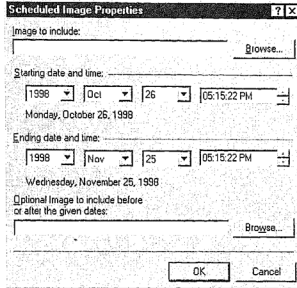 Scheduled Image Properties ? X
Image to include:
Browse...
Starting date and time:
1998 Oct 26 05:15:22 PM
Monday, October 26, 1998
Ending date and time:
1998 Nov 25 05:15:22 PM
Wednesday, November 25, 1998
Optional Image to include before
or after the given dates:
Browse...
OK Cancel